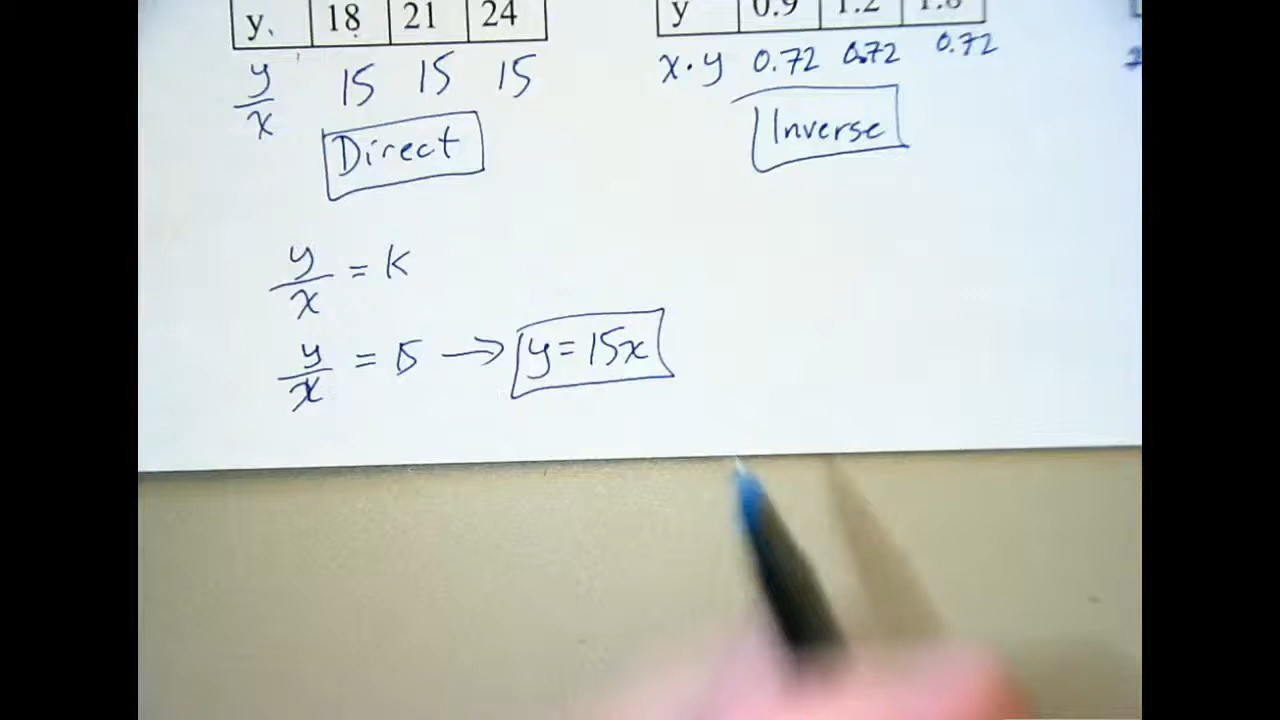 y 18 21 24
y/x 15 15 15
Direct
y/x = k
y/x = 15 → y = 15x
y 0.9 1.2
x·y 0.72 0.72 0.72
Inverse